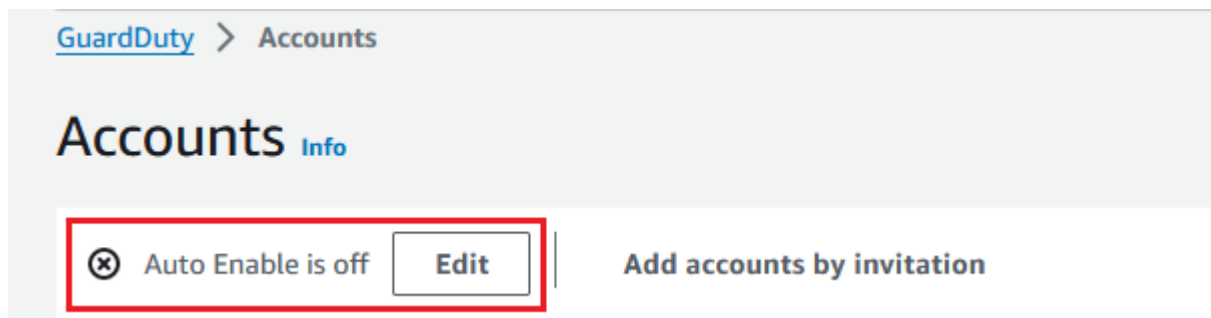 GuardDuty > Accounts
Accounts Info
Auto Enable is off Edit Add accounts by invitation